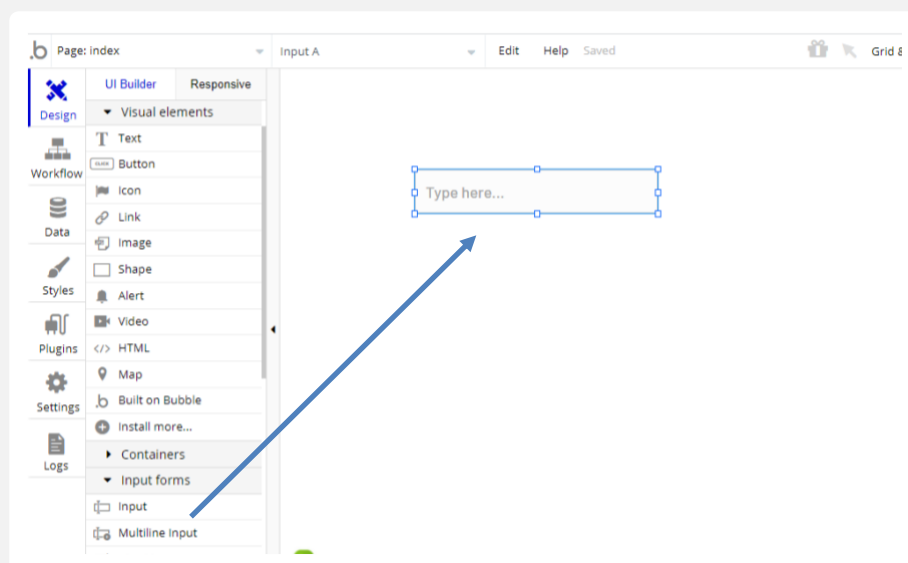 .b Page: index Input A Edit Help Saved Grid &
UI Builder Responsive
Design
Workflow
Data
Styles
Plugins
Settings
Logs
Visual elements
Text
CLICK Button
Icon
Link
Image
Shape
Alert
Video
</> HTML
Map
.b Built on Bubble
Install more...
Containers
Input forms
Input
Multiline Input
Type here...